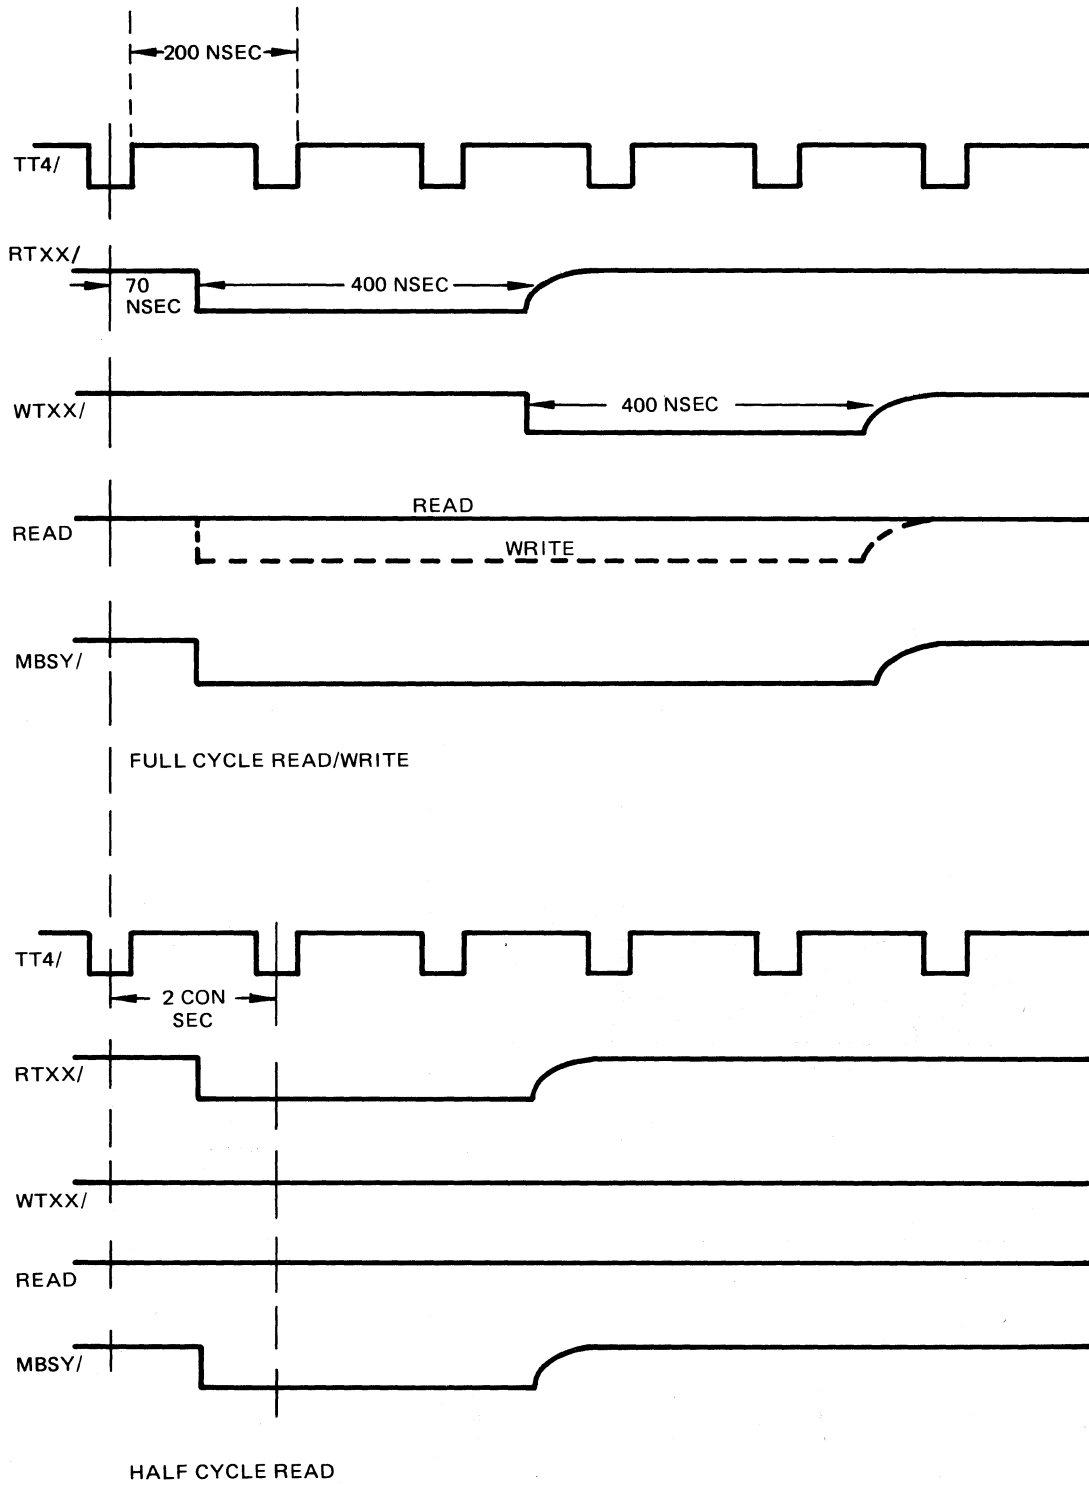 200 NSEC
TT4/
RTXX/
70
NSEC
400 NSEC
WTXX/
400 NSEC
READ
READ
WRITE
MBSY/
FULL CYCLE READ/WRITE
TT4/
2 CON
SEC
RTXX/
WTXX/
READ
MBSY/
HALF CYCLE READ